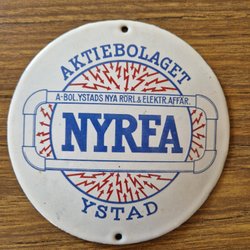 AKTIEBOLAGET
A-BOL. YSTADS NYA RÖRL. & ELEKTR. AFFÄR.
NYREA
YSTAD